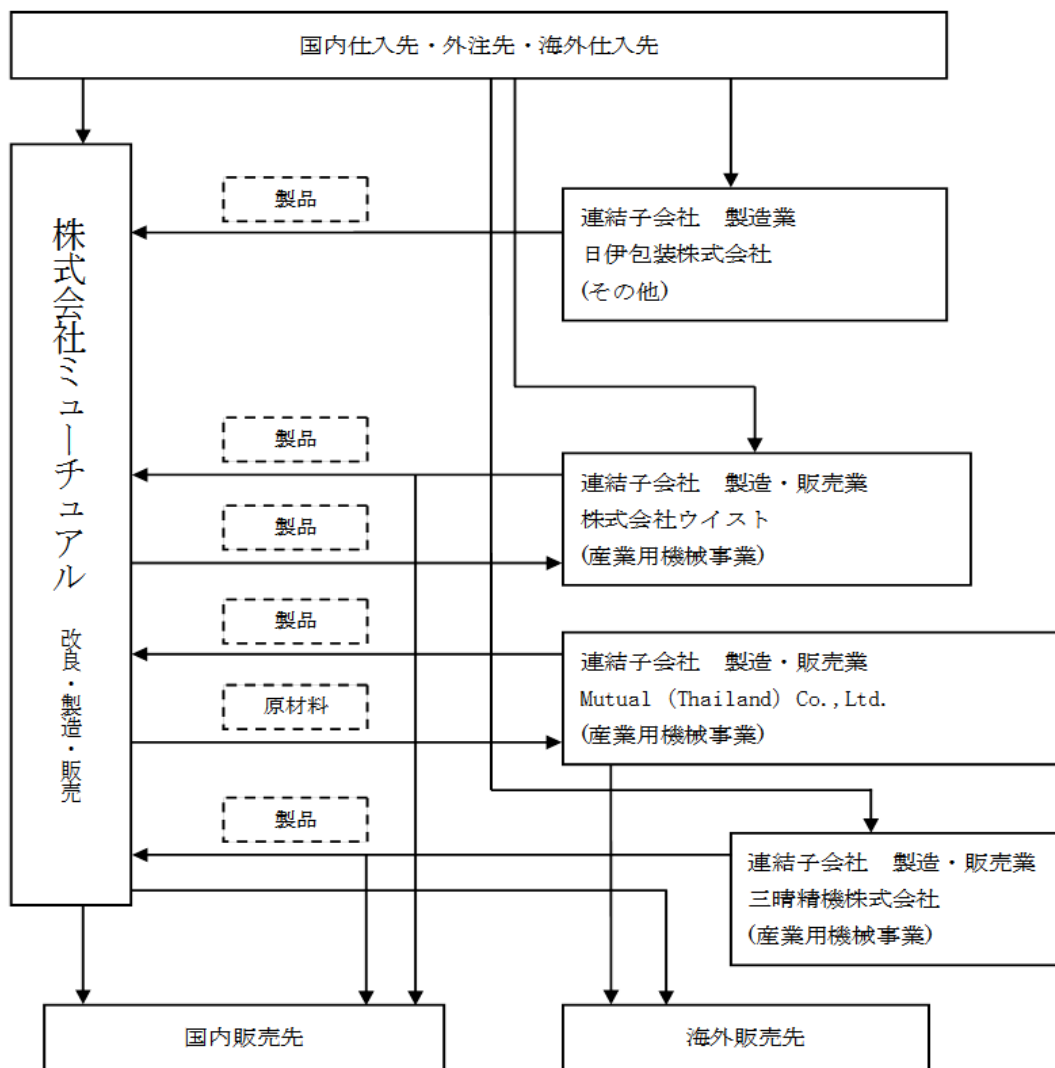 国内仕入先・外注先・海外仕入先
株式会社ミューチュアル 改良・製造・販売
製品
連結子会社 製造業
日伊包装株式会社
(その他)
製品
連結子会社 製造・販売業
株式会社ウイスト
(産業用機械事業)
製品
製品
連結子会社 製造・販売業
Mutual (Thailand) Co.,Ltd.
(産業用機械事業)
原材料
製品
連結子会社 製造・販売業
三晴精機株式会社
(産業用機械事業)
国内販売先
海外販売先